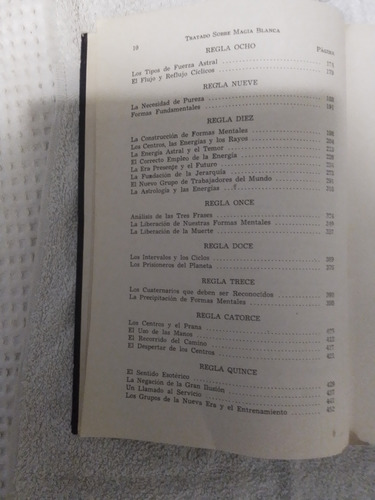 10 TRATADO SOBRE MAGIA BLANCA
REGLA OCHO Páginas
Los Tipos de Fuerza Astral
El Flujo y Reflujo Cíclicos
REGLA NUEVE
La Necesidad de Pureza
Formas Fundamentales
REGLA DIEZ
La Construcción de Formas Mentales
Los Centros, las Energías y los Rayos
La Energía Astral y el Temor
El Correcto Empleo de la Energía
La Era Presente y el Futuro
La Fundación de la Jerarquía
El Nuevo Grupo de Trabajadores del Mundo
La Astrología y las Energías
REGLA ONCE
Análisis de las Tres Frases
La Liberación de Nuestras Formas Mentales
La Liberación de la Muerte
REGLA DOCE
Los Intervalos y los Ciclos
Los Prisioneros del Planeta
REGLA TRECE
Los Cuaternarios que deben ser Reconocidos
La Precipitación de Formas Mentales
REGLA CATORCE
Los Centros y el Prana
El Uso de las Manos
El Recorrido del Camino
El Despertar de los Centros
REGLA QUINCE
El Sentido Esotérico
La Negación de la Gran Ilusión
Un Llamado al Servicio
Los Grupos de la Nueva Era y el Entrenamiento